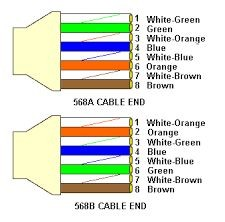 1 White-Green
2 Green
3 White-Orange
4 Blue
5 White-Blue
6 Orange
7 White-Brown
8 Brown
568A CABLE END
1 White-Orange
2 Orange
3 White-Green
4 Blue
5 White-Blue
6 Green
7 White-Brown
8 Brown
568B CABLE END